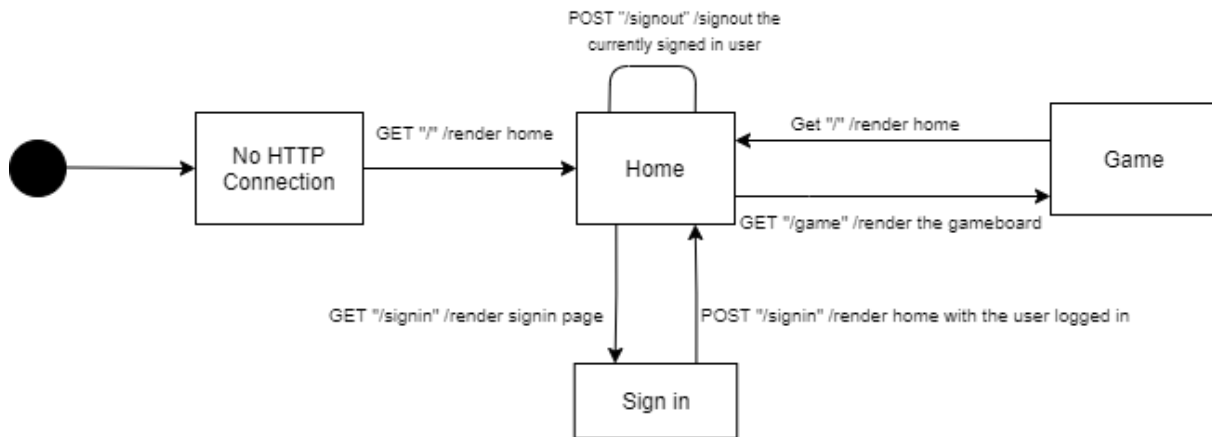 POST "/signout" /signout the
currently signed in user
GET "/" /render home
Get "/" /render home
No HTTP
Connection
Home
Game
GET "/game" /render the gameboard
GET "/signin" /render signin page
POST "/signin" /render home with the user logged in
Sign in